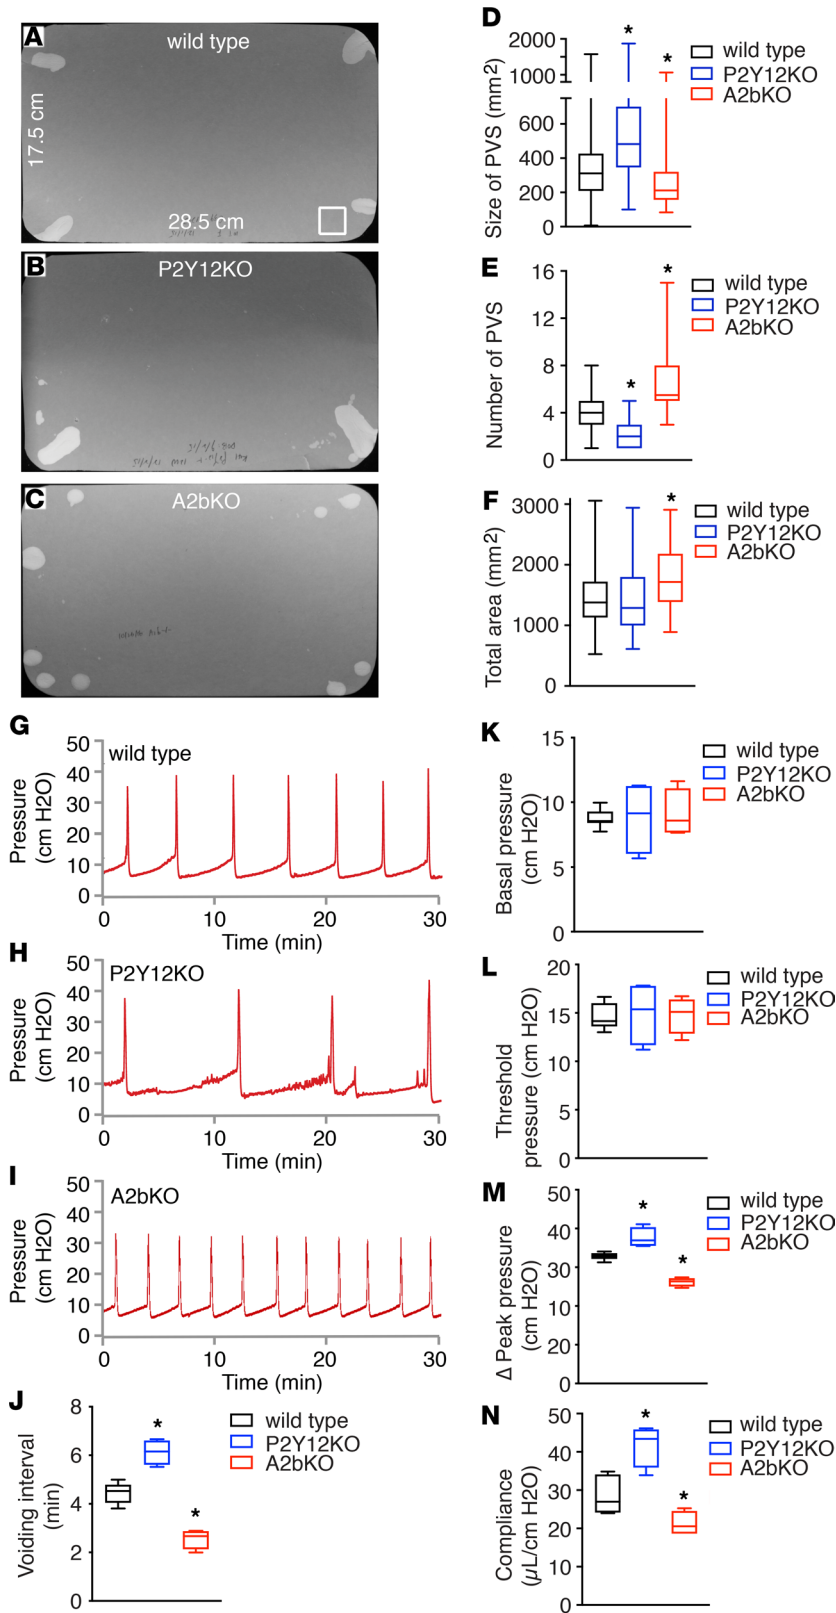 A
wild type
17.5 cm
28.5 cm
B
P2Y12KO
C
A2bKO
D
Size of PVS (mm2)
2000
1000
600
400
200
0
*
*
wild type
P2Y12KO
A2bKO
E
Number of PVS
16
12
8
4
0
*
*
wild type
P2Y12KO
A2bKO
F
Total area (mm2)
3000
2000
1000
0
*
wild type
P2Y12KO
A2bKO
G
wild type
Pressure
(cm H2O)
50
40
30
20
10
0
0 10 20 30
Time (min)
H
P2Y12KO
Pressure
(cm H2O)
50
40
30
20
10
0
0 10 20 30
Time (min)
I
A2bKO
Pressure
(cm H2O)
50
40
30
20
10
0
0 10 20 30
Time (min)
J
Voiding interval
(min)
8
6
4
2
0
*
*
wild type
P2Y12KO
A2bKO
K
Basal pressure
(cm H2O)
15
10
5
0
wild type
P2Y12KO
A2bKO
L
Threshold
pressure (cm H2O)
20
15
10
5
0
wild type
P2Y12KO
A2bKO
M
Δ Peak pressure
(cm H2O)
50
40
30
10
20
0
*
*
wild type
P2Y12KO
A2bKO
N
Compliance
(µL/cm H2O)
50
40
30
20
10
0
*
*
wild type
P2Y12KO
A2bKO